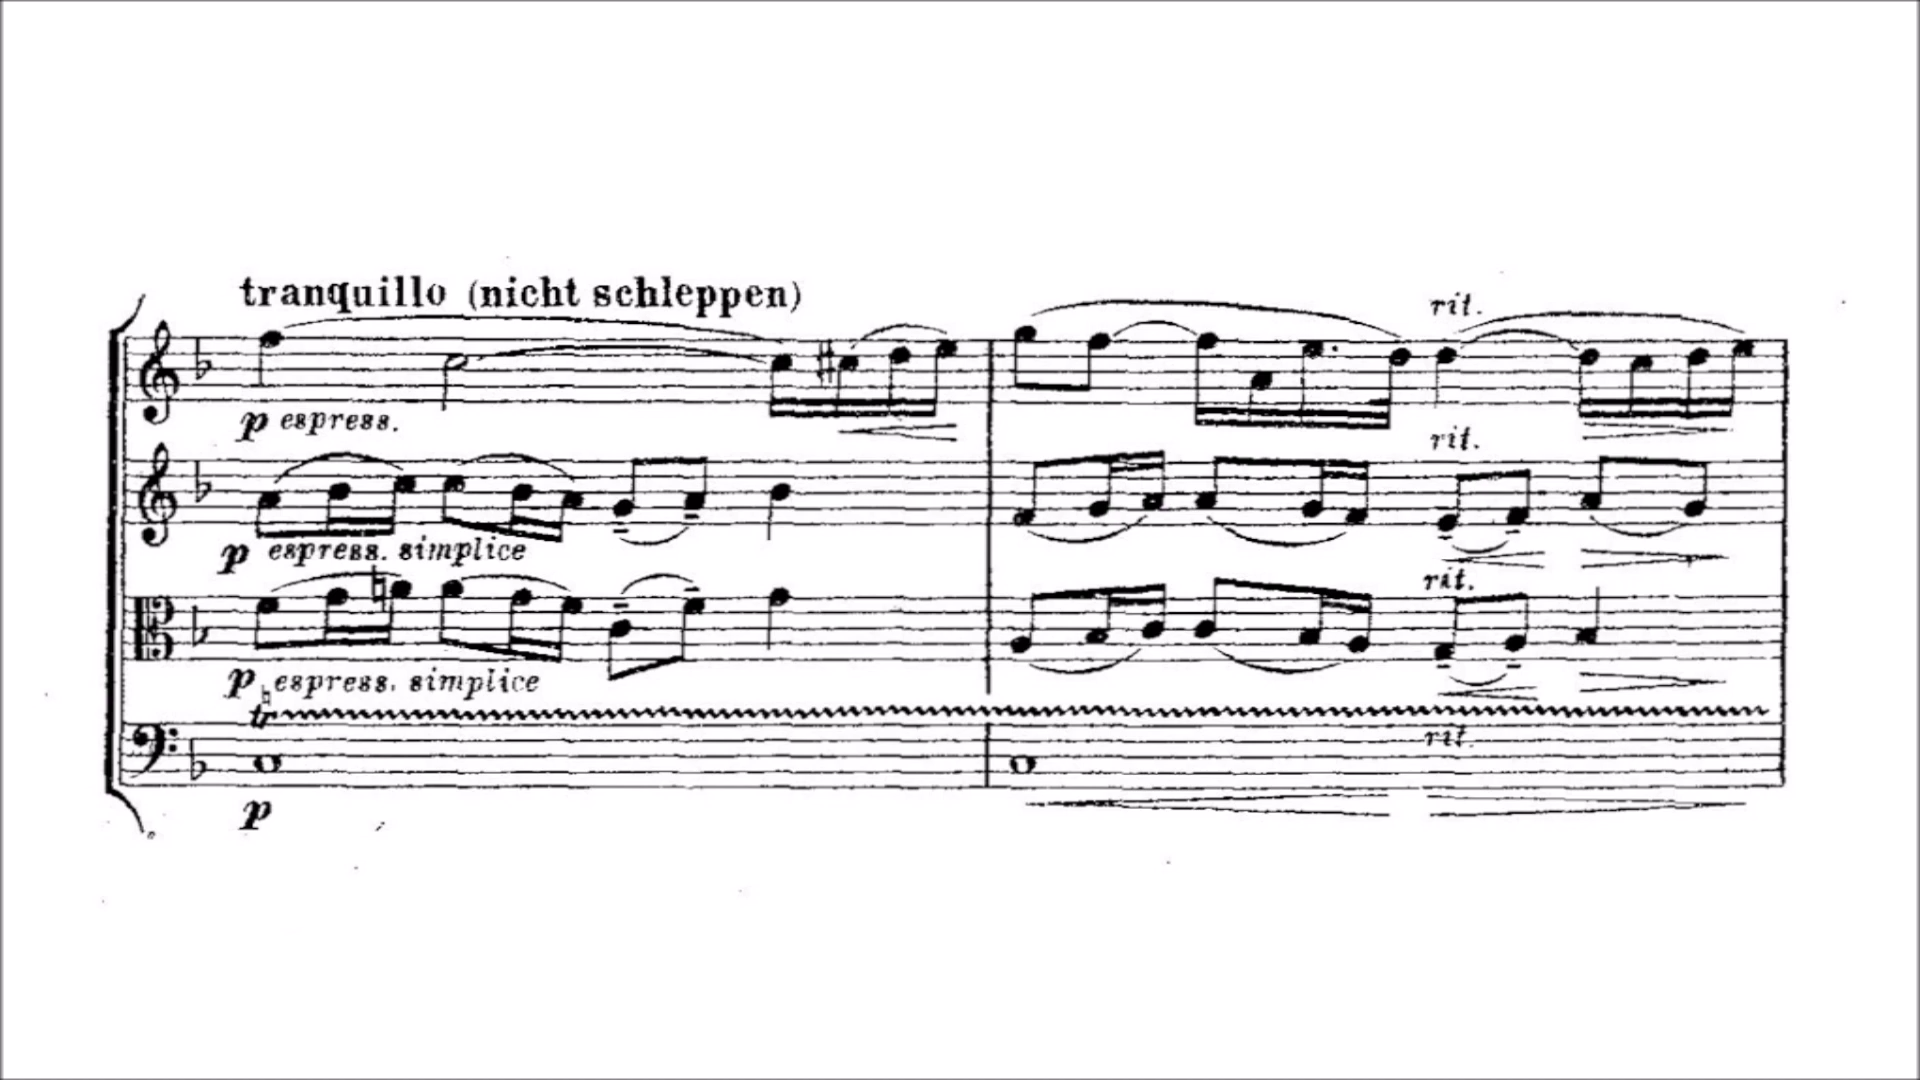 tranquillo (nicht schleppen)
rit.
p espress.
rit.
p espress. simplice
rit.
p espress. simplice
tr
rit.
p